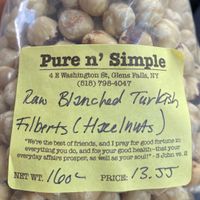 Pure n' Simple
4 E Washington St, Glens Falls, NY
(518) 798-4047
Raw Blanched Turkish
Filberts (Hazelnuts)
"We're the best of friends, and I pray for good fortune in
everything you do, and for your good health-that your
everyday affairs prosper, as well as your soul!" - 3 John vs. 2
NET WT. 16oz PRICE: 13.55